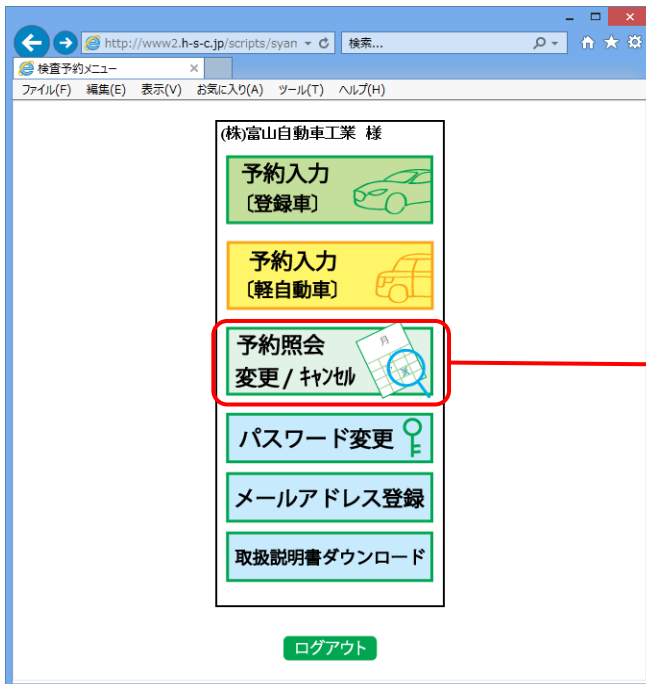 http://www2.h-s-c.jp/scripts/syan
検索...
検査予約メニュー
ファイル(F) 編集(E) 表示(V) お気に入り(A) ツール(T) ヘルプ(H)
(株)富山自動車工業 様
予約入力
〔登録車〕
予約入力
〔軽自動車〕
予約照会
変更/ｷｬﾝｾﾙ
月
パスワード変更
メールアドレス登録
取扱説明書ダウンロード
ログアウト